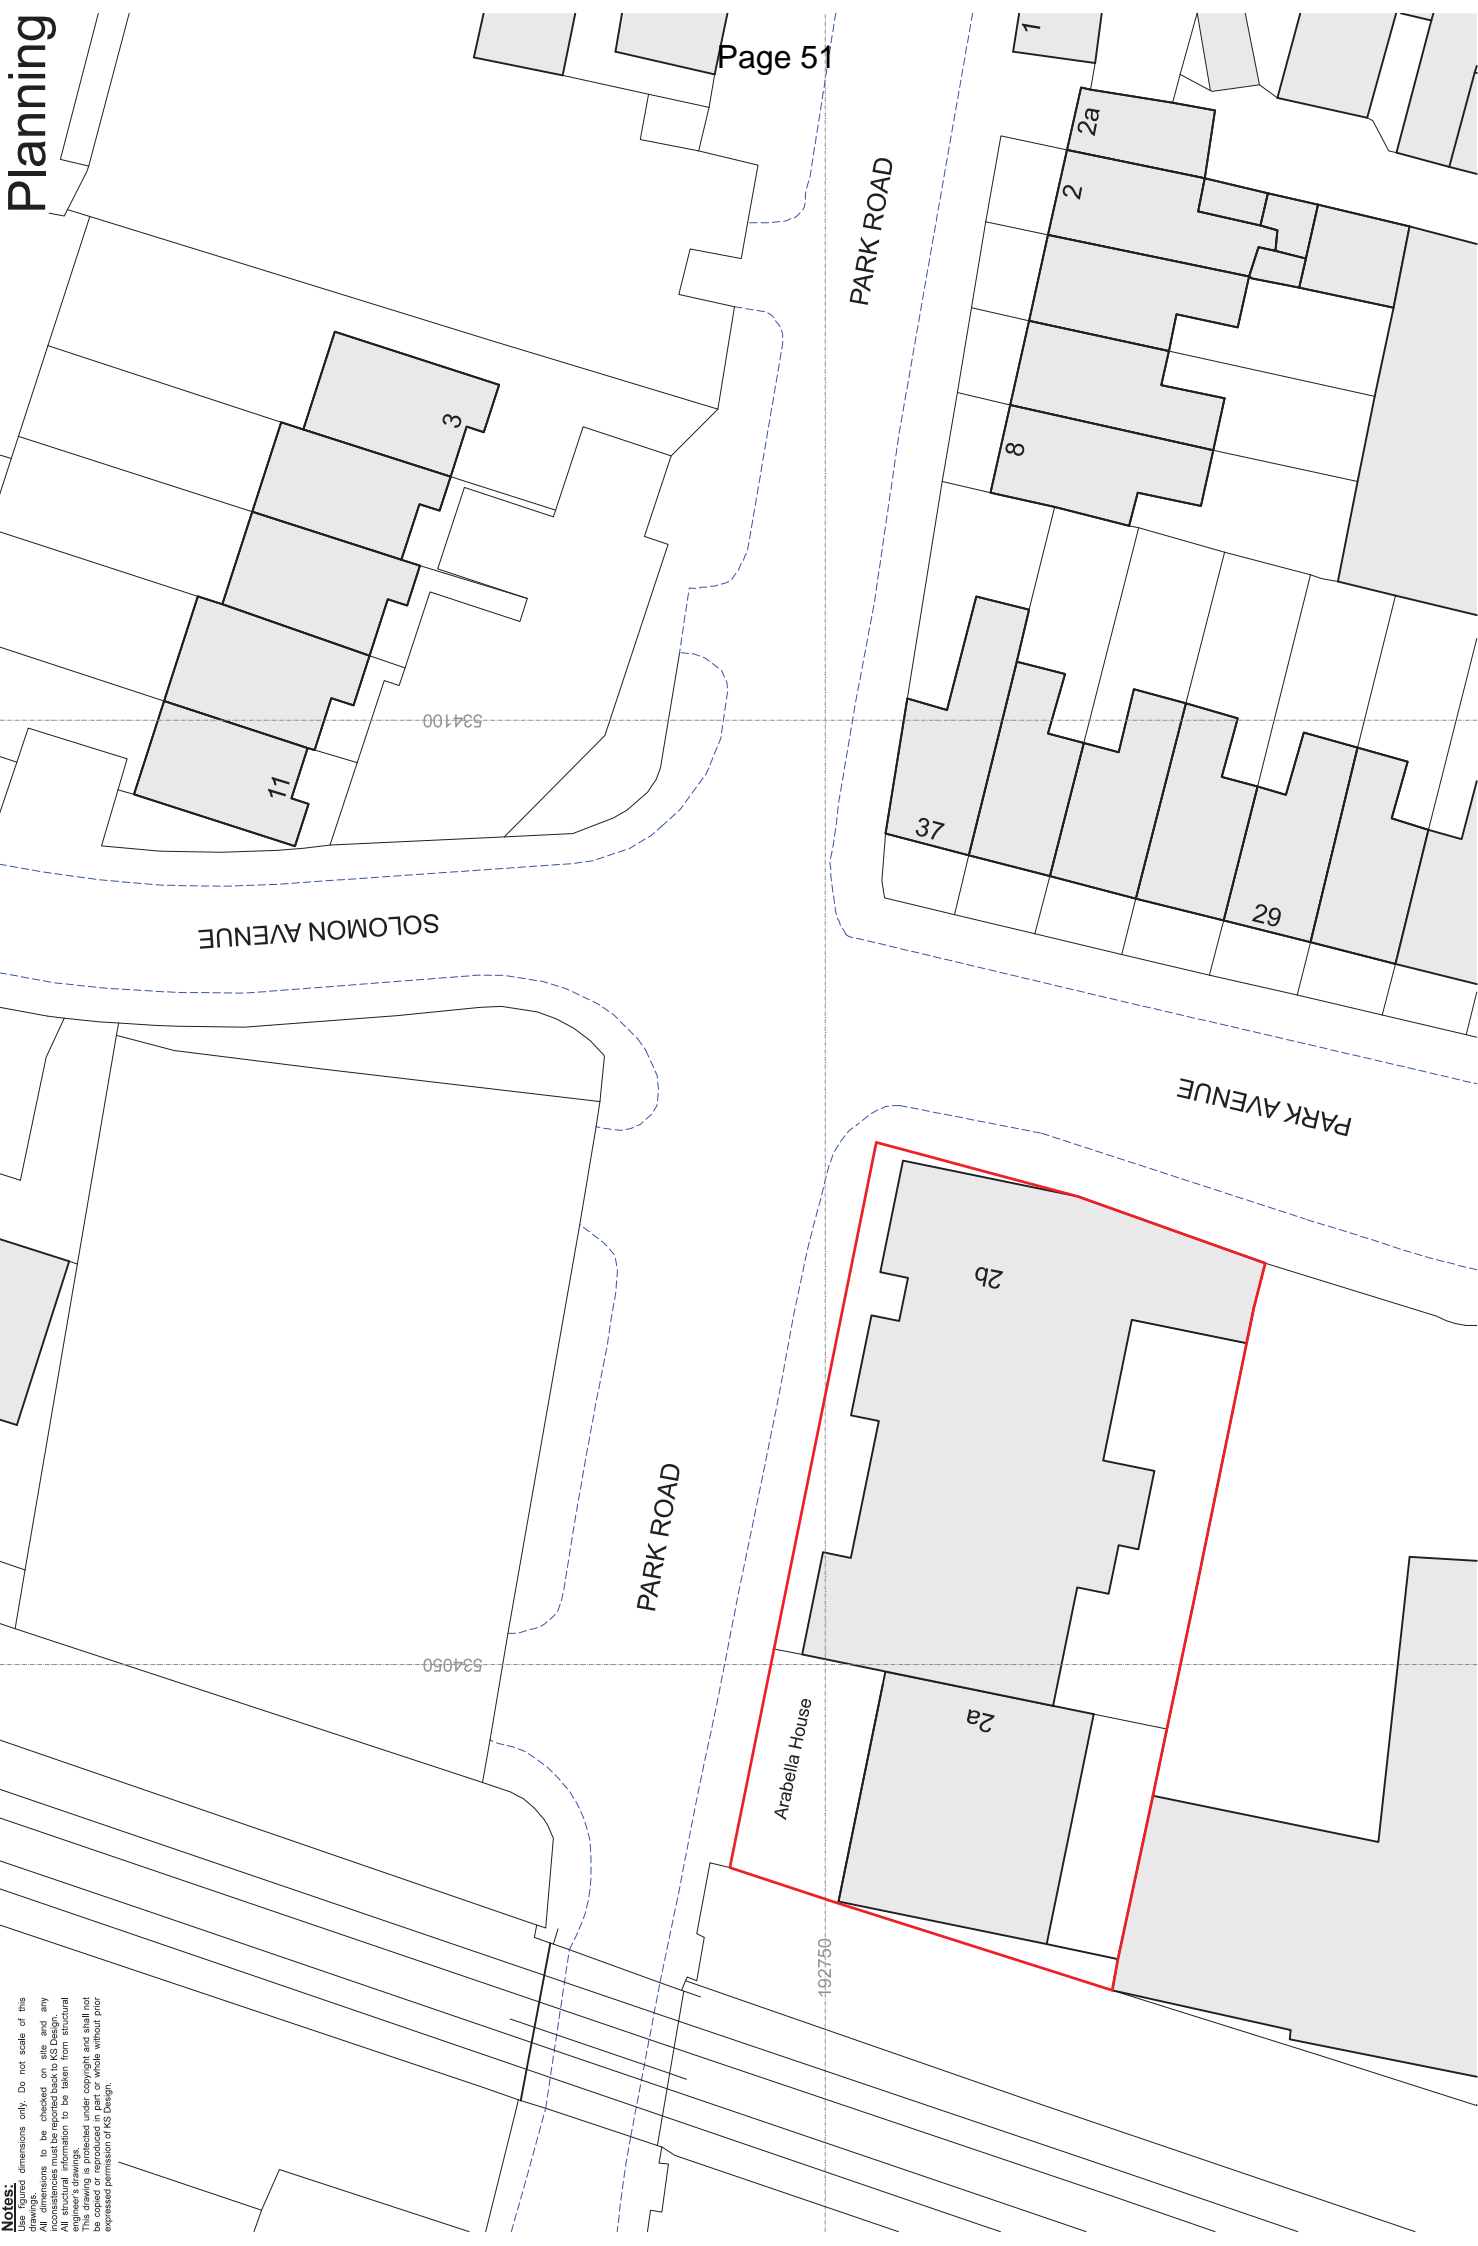 Planning
Page 51
1
2a
2
PARK ROAD
3
8
534100
11
37
29
SOLOMON AVENUE
PARK AVENUE
2b
PARK ROAD
534050
2a
Arabella House
192750
Notes:
Use figured dimensions only. Do not scale of this
drawings.
All dimensions to be checked on site and any
inconsistencies must be reported back to KS Design.
All structural information to be taken from structural
engineer's drawings.
This drawing is protected under copyright and shall not
be copied or reproduced in part or whole without prior
expressed permission of KS Design.